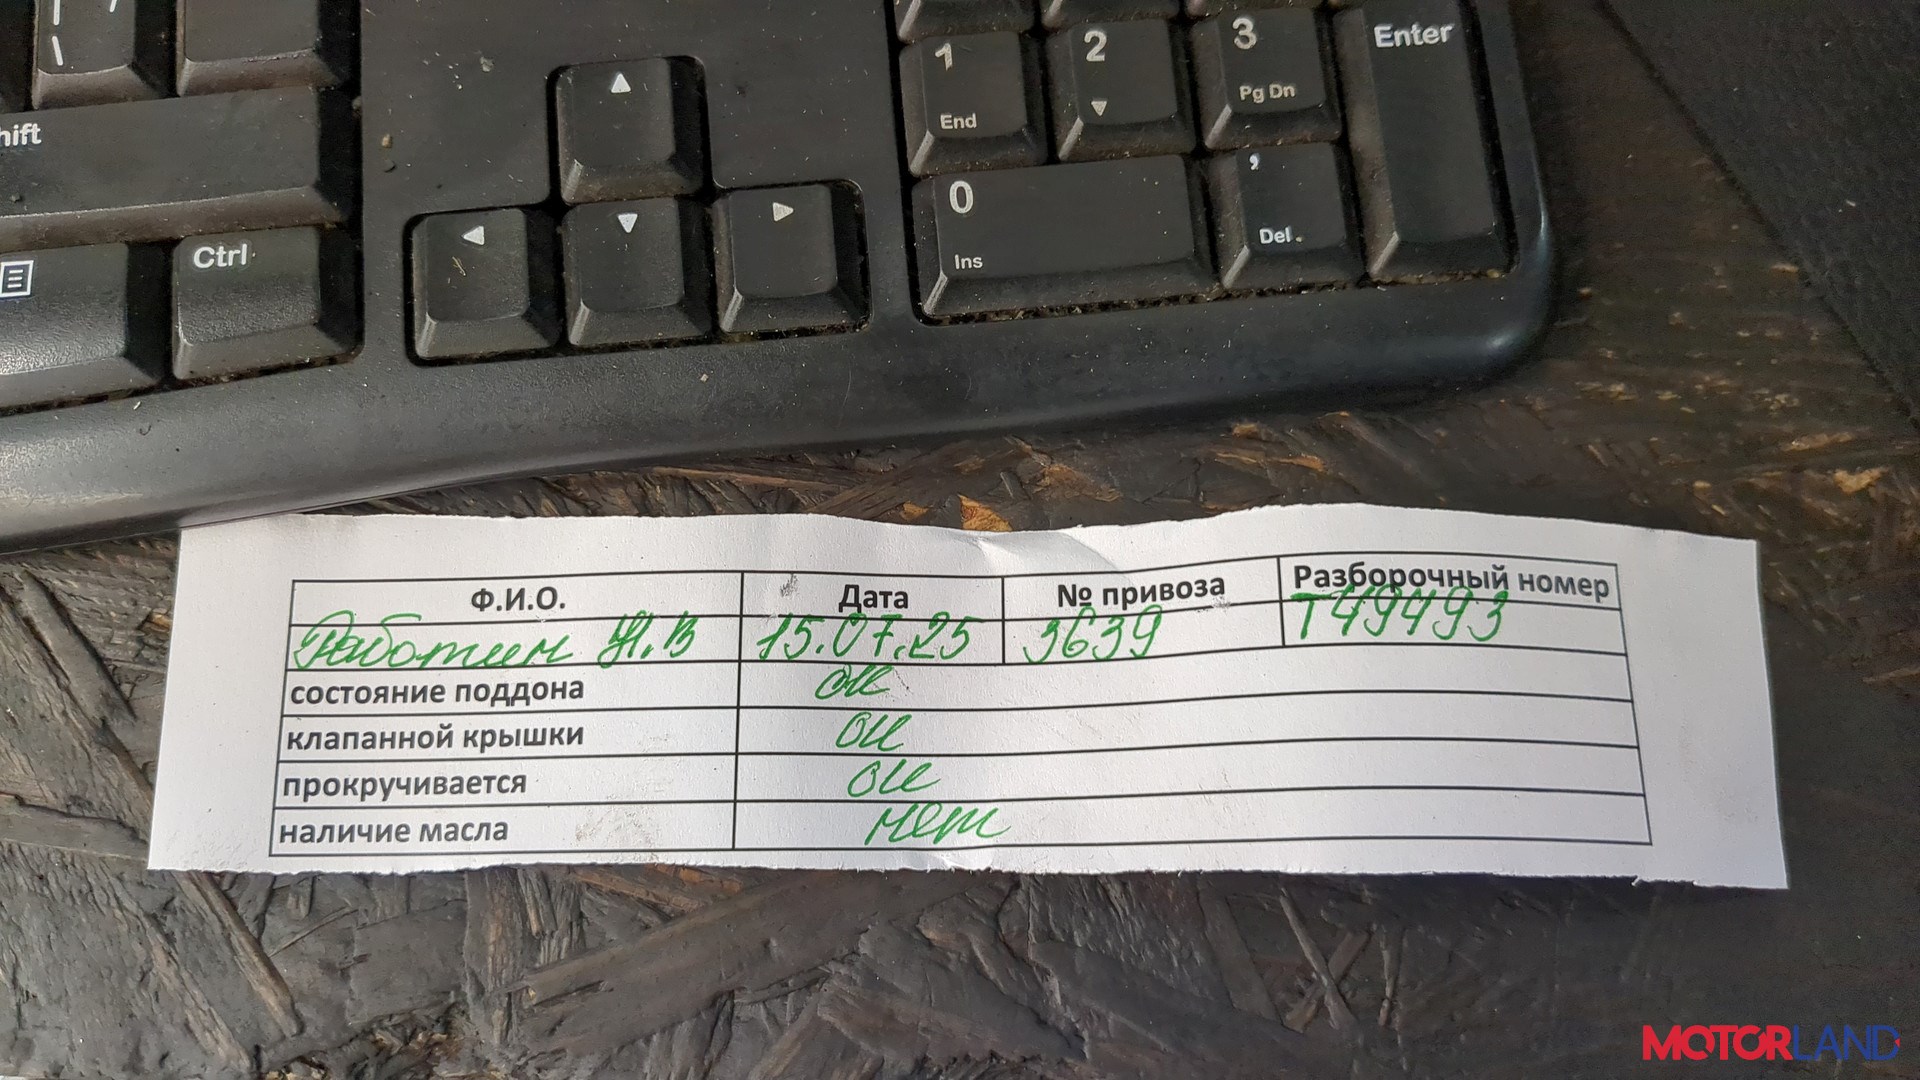 hift
Ctrl
1 End
2
3 Pg Dn
Enter
0 Ins
, Del .
Ф.И.О. Дата № привоза Разборочный номер
Работин И.В 15.07.25 3639 Т49493
состояние поддона ок
клапанной крышки ок
прокручивается ок
наличие масла нет
MOTORLAND